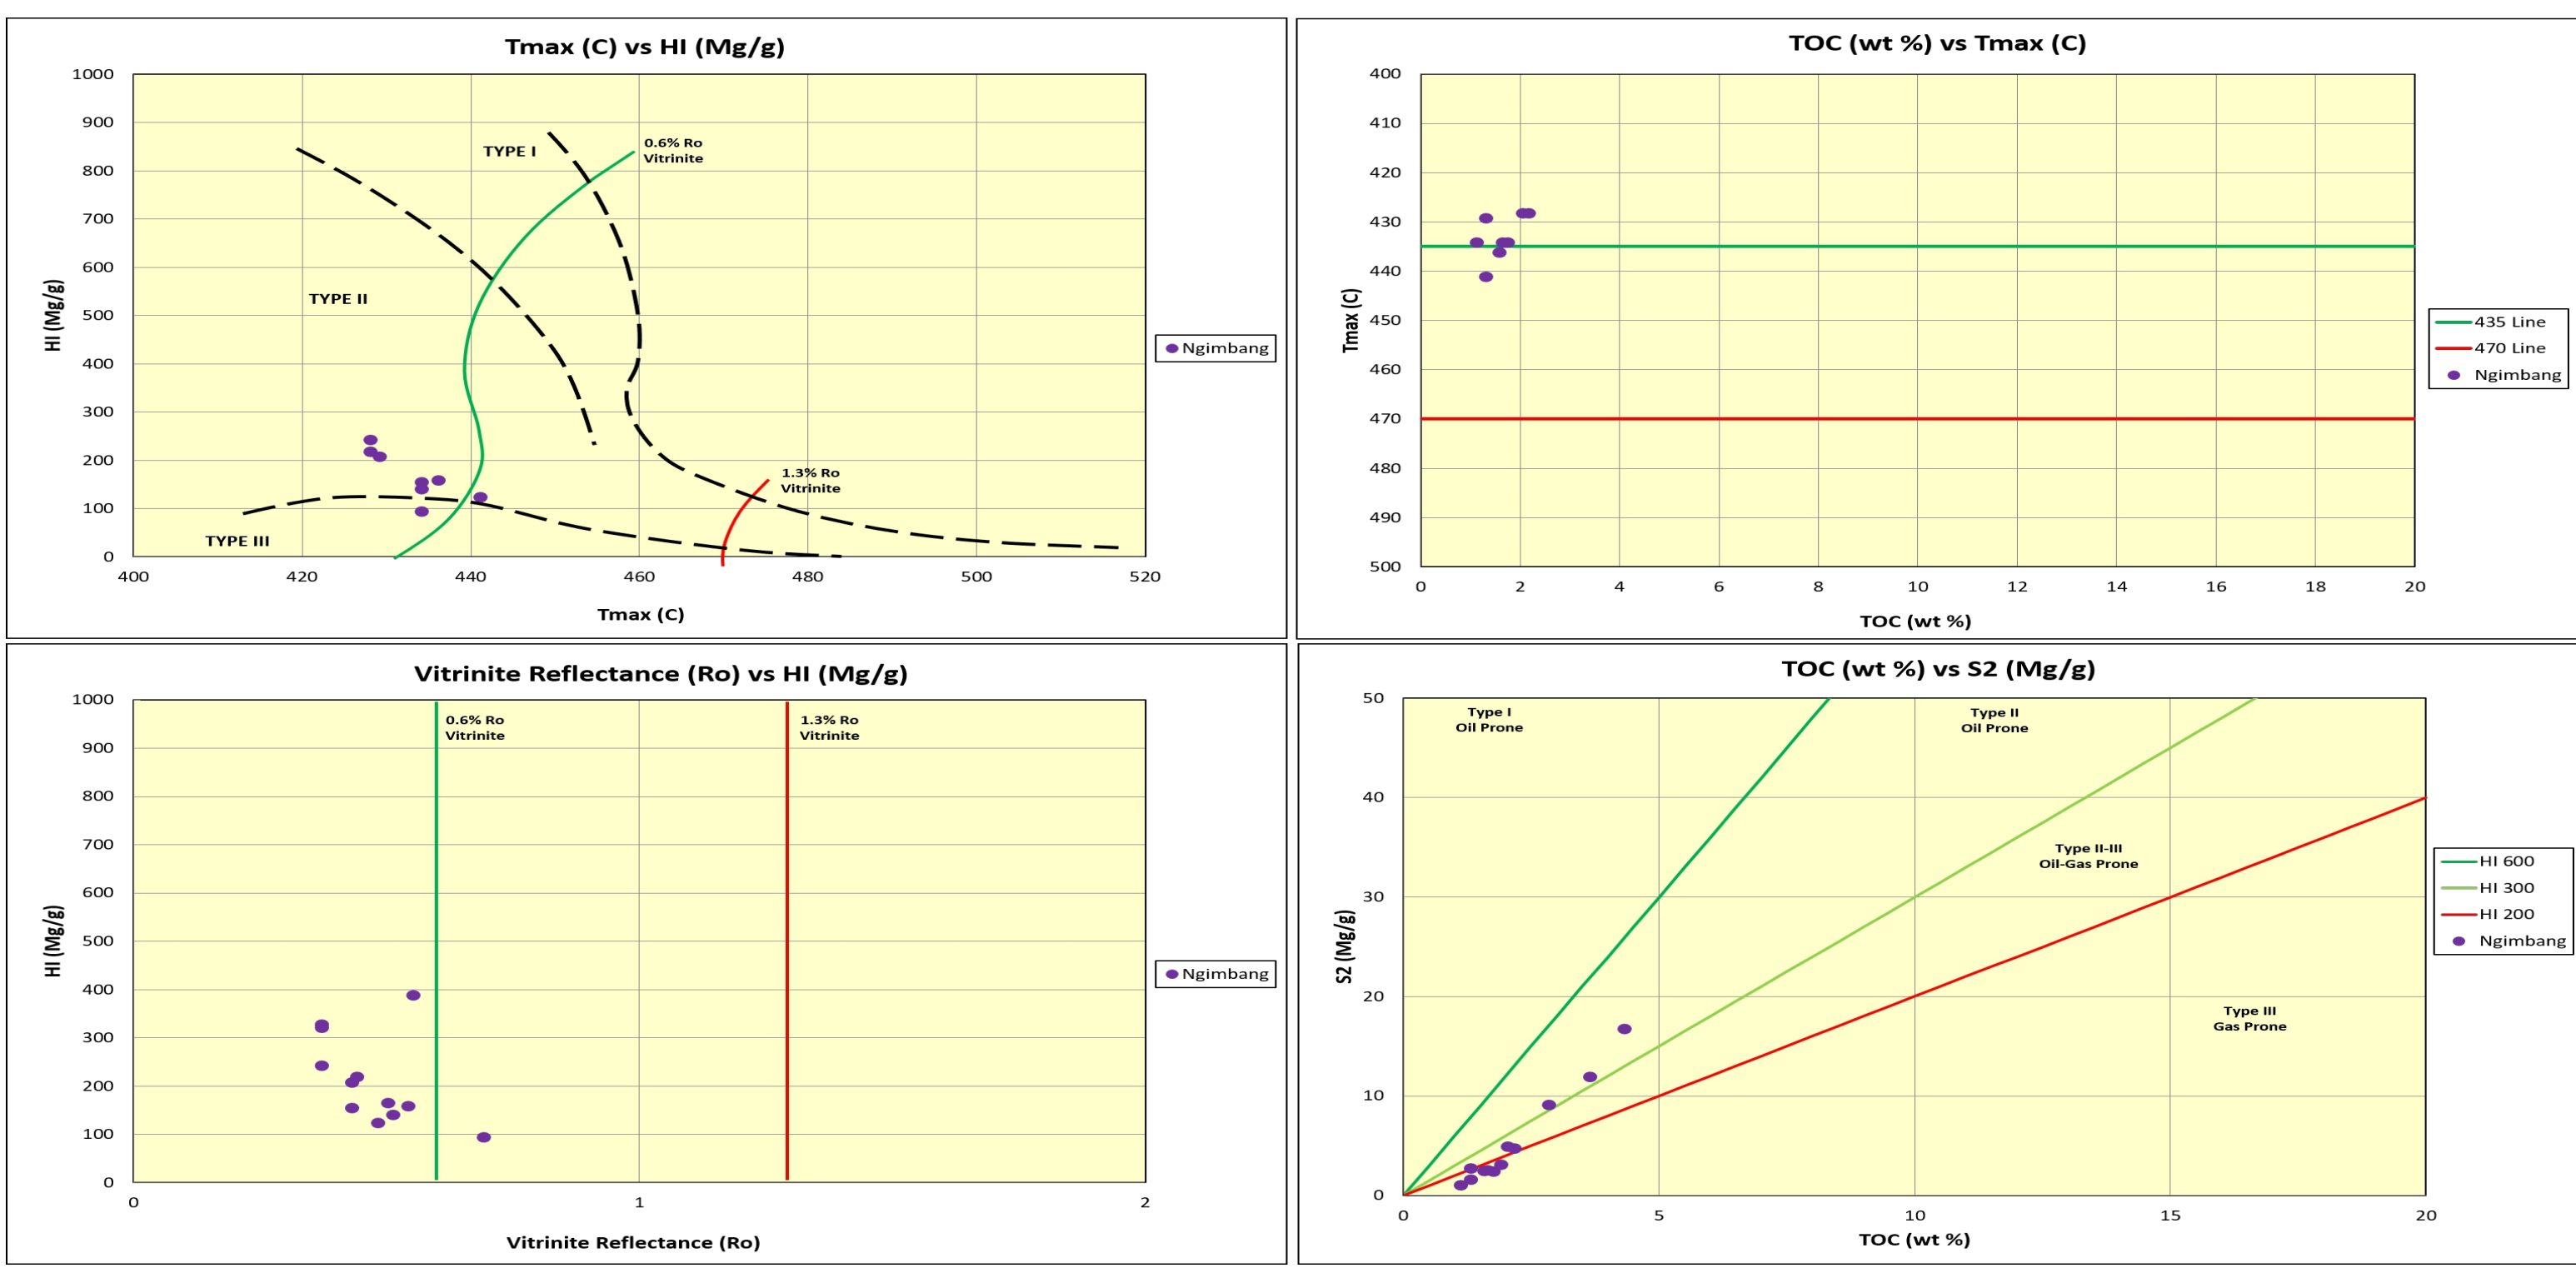 Tmax (C) vs HI (Mg/g)
1000
900
800
700
600
500
400
300
200
100
0
HI (Mg/g)
TYPE I
0.6% Ro
Vitrinite
TYPE II
1.3% Ro
Vitrinite
TYPE III
400
420
440
460
480
500
520
Tmax (C)
Ngimbang
TOC (wt %) vs Tmax (C)
400
410
420
430
440
450
460
470
480
490
500
Tmax (C)
0
2
4
6
8
10
12
14
16
18
20
TOC (wt %)
435 Line
470 Line
Ngimbang
Vitrinite Reflectance (Ro) vs HI (Mg/g)
1000
900
800
700
600
500
400
300
200
100
0
HI (Mg/g)
0.6% Ro
Vitrinite
1.3% Ro
Vitrinite
0
1
2
Vitrinite Reflectance (Ro)
Ngimbang
TOC (wt %) vs S2 (Mg/g)
50
40
30
20
10
0
S2 (Mg/g)
Type I
Oil Prone
Type II
Oil Prone
Type II-III
Oil-Gas Prone
Type III
Gas Prone
0
5
10
15
20
TOC (wt %)
HI 600
HI 300
HI 200
Ngimbang